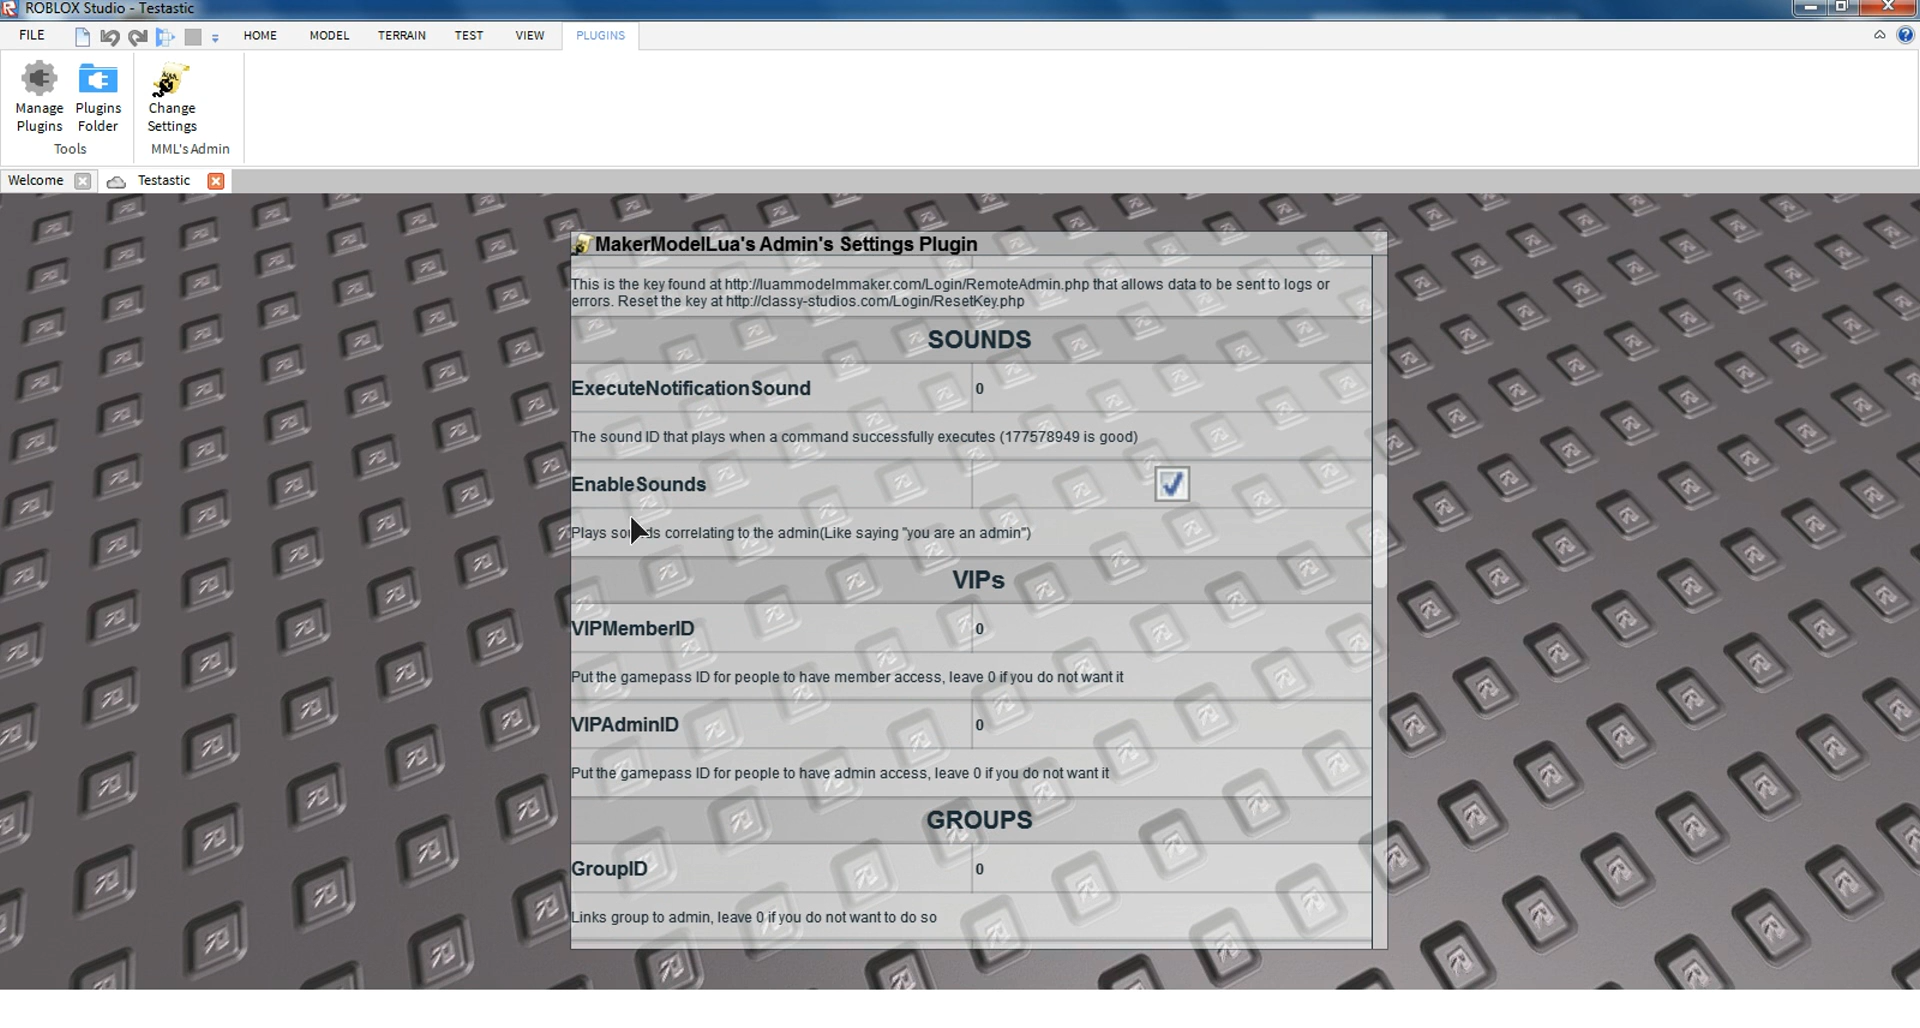 ROBLOX Studio - Testastic
FILE HOME MODEL TERRAIN TEST VIEW PLUGINS
Manage Plugins
Plugins Folder
Change Settings
Tools
MML's Admin
Welcome
Testastic
MakerModelLua's Admin's Settings Plugin
This is the key found at http://luammodelmmaker.com/Login/RemoteAdmin.php that allows data to be sent to logs or
errors. Reset the key at http://classy-studios.com/Login/ResetKey.php
SOUNDS
ExecuteNotificationSound 0
The sound ID that plays when a command successfully executes (177578949 is good)
EnableSounds
Plays sounds correlating to the admin(Like saying "you are an admin")
VIPs
VIPMemberID 0
Put the gamepass ID for people to have member access, leave 0 if you do not want it
VIPAdminID 0
Put the gamepass ID for people to have admin access, leave 0 if you do not want it
GROUPS
GroupID 0
Links group to admin, leave 0 if you do not want to do so